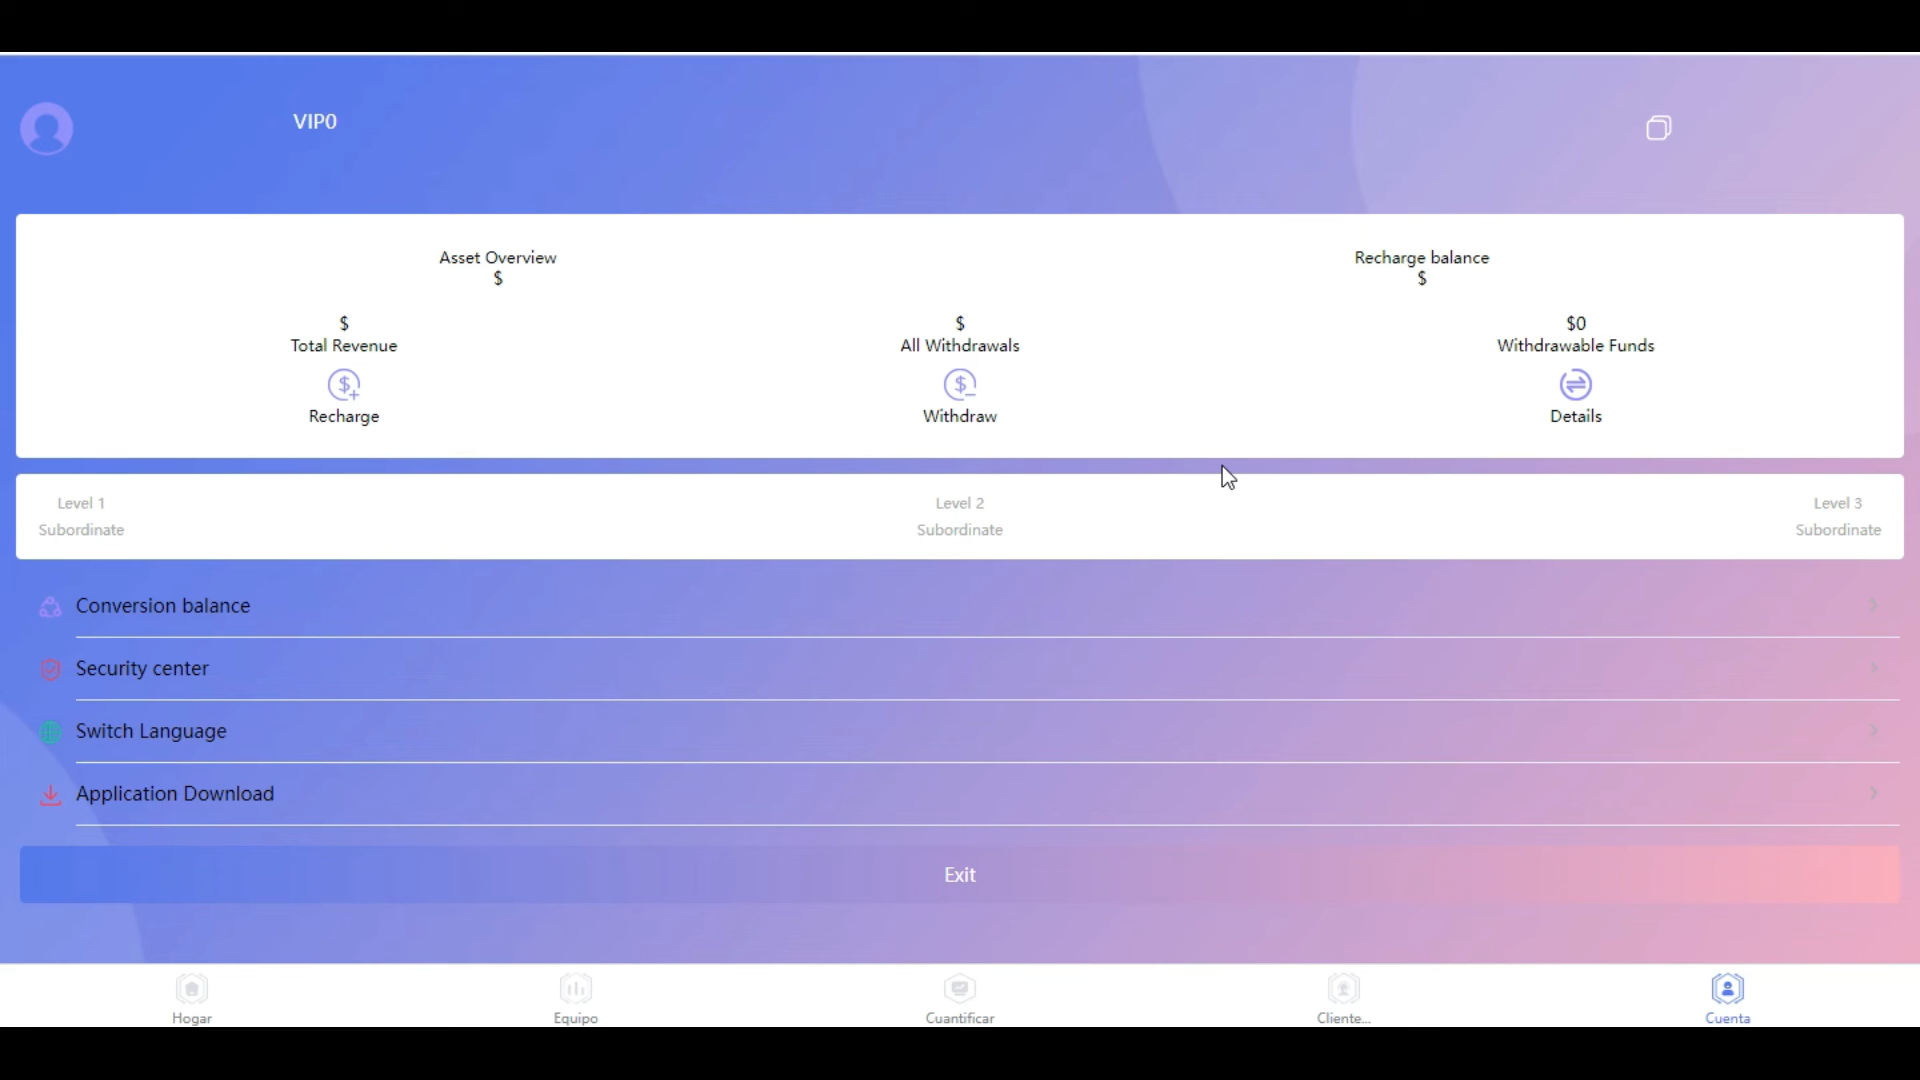 VIP0
Asset Overview
$
Recharge balance
$
$
Total Revenue
$
All Withdrawals
$0
Withdrawable Funds
Recharge
Withdraw
Details
Level 1
Subordinate
Level 2
Subordinate
Level 3
Subordinate
Conversion balance
Security center
Switch Language
Application Download
Exit
Hogar
Equipo
Cuantificar
Cliente...
Cuenta